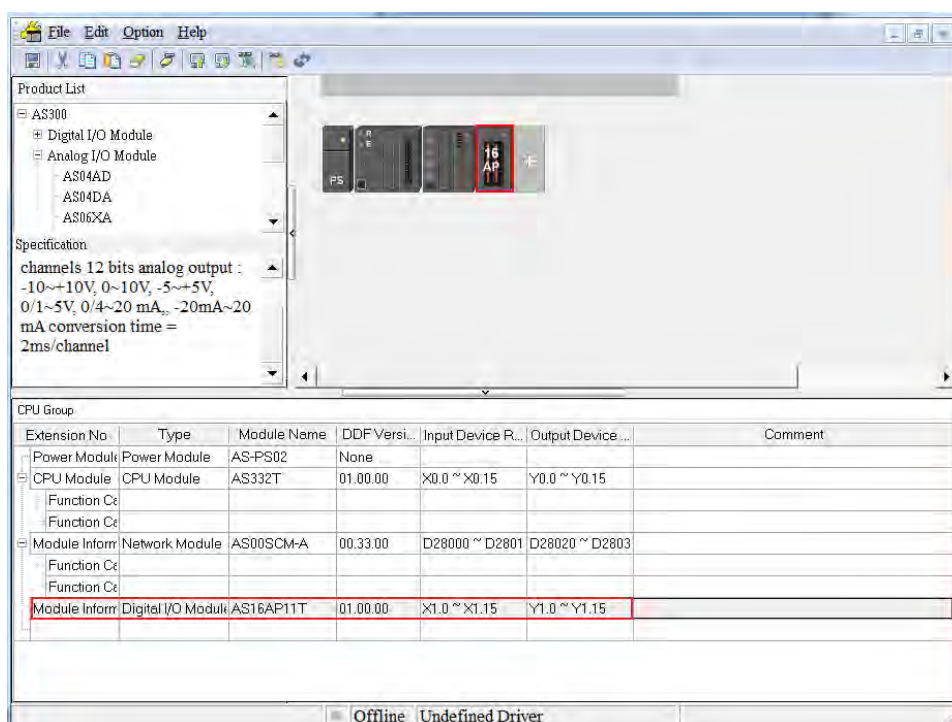 File Edit Option Help
Product List
AS300
Digital I/O Module
Analog I/O Module
AS04AD
AS04DA
AS06XA
Specification
channels 12 bits analog output :
-10~+10V, 0~10V, -5~+5V,
0/1~5V, 0/4~20 mA,, -20mA~20
mA conversion time =
2ms/channel
R
E
PS
16
AP
CPU Group
Extension No Type Module Name DDF Versi... Input Device R... Output Device ... Comment
Power Module Power Module AS-PS02 None
CPU Module CPU Module AS332T 01.00.00 X0.0 ~ X0.15 Y0.0 ~ Y0.15
Function Ca
Function Ca
Module Inform Network Module AS00SCM-A 00.33.00 D28000 ~ D2801 D28020 ~ D2803
Function Ca
Function Ca
Module Inform Digital I/O Module AS16AP11T 01.00.00 X1.0 ~ X1.15 Y1.0 ~ Y1.15
Offline Undefined Driver